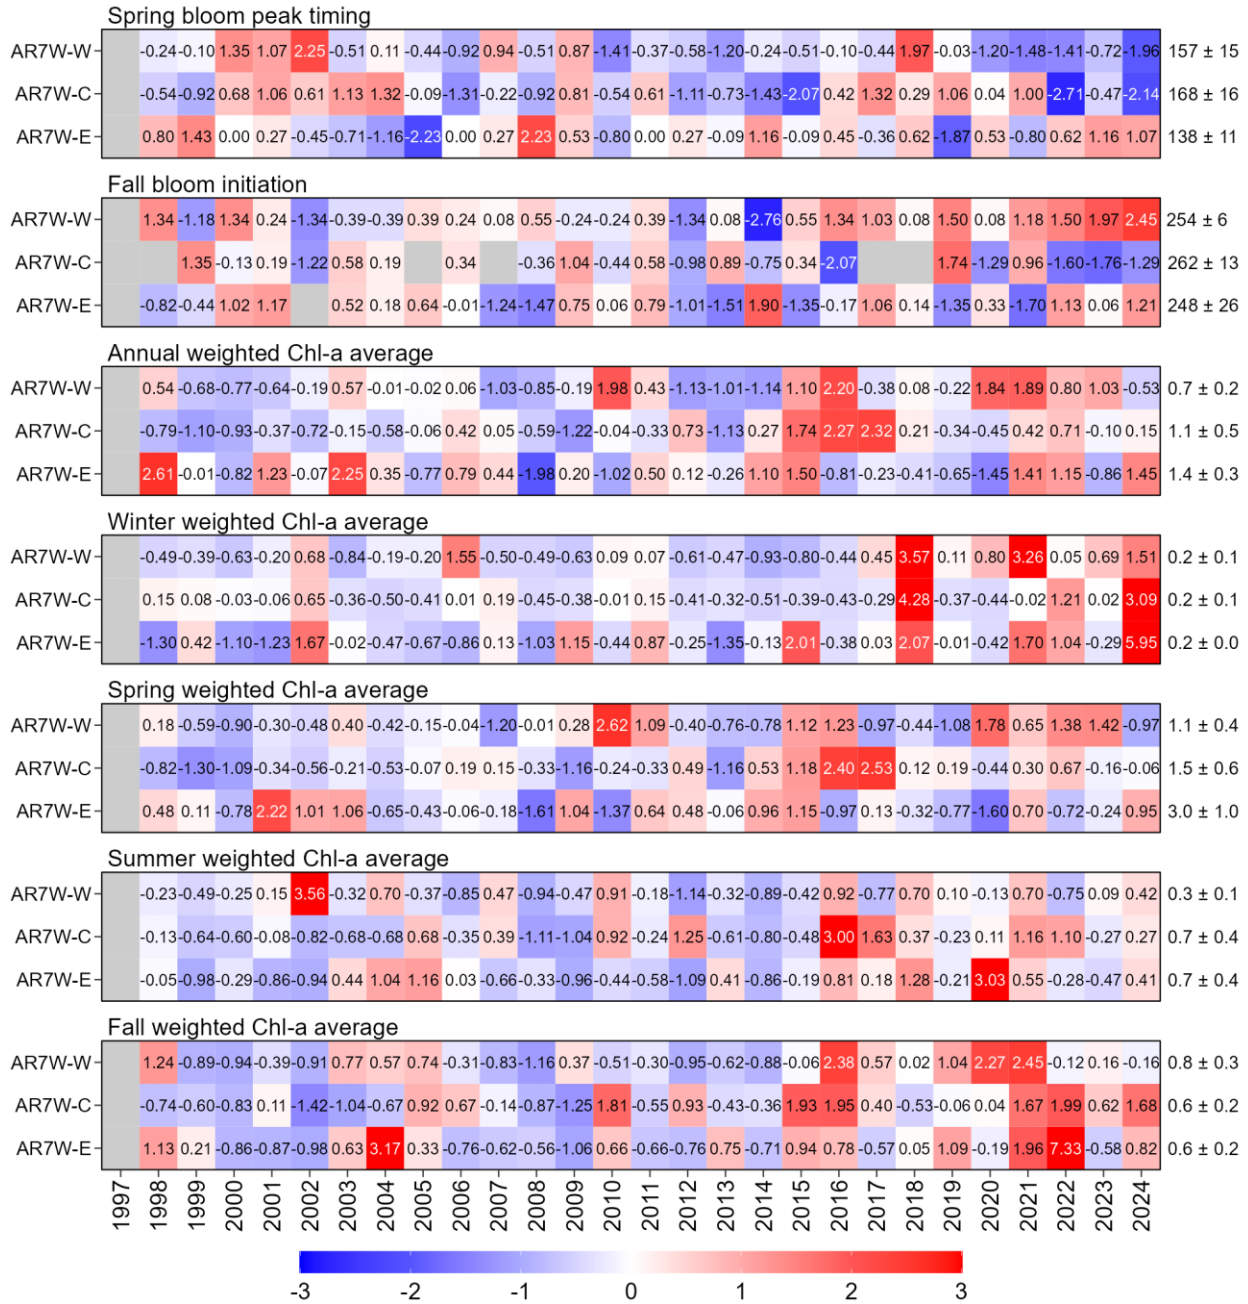 Spring bloom peak timing
AR7W-W -0.24 -0.10 1.35 1.07 2.25 -0.51 0.11 -0.44 -0.92 0.94 -0.51 0.87 -1.41 -0.37 -0.58 -1.20 -0.24 -0.51 -0.10 -0.44 1.97 -0.03 -1.20 -1.48 -1.41 -0.72 -1.96 157 ± 15
AR7W-C -0.54 -0.92 0.68 1.06 0.61 1.13 1.32 -0.09 -1.31 -0.22 -0.92 0.81 -0.54 0.61 -1.11 -0.73 -1.43 -2.07 0.42 1.32 0.29 1.06 0.04 1.00 -2.71 -0.47 -2.14 168 ± 16
AR7W-E 0.80 1.43 0.00 0.27 -0.45 -0.71 -1.16 -2.23 0.00 0.27 2.23 0.53 -0.80 0.00 0.27 -0.09 1.16 -0.09 0.45 -0.36 0.62 -1.87 0.53 -0.80 0.62 1.16 1.07 138 ± 11
Fall bloom initiation
AR7W-W 1.34 -1.18 1.34 0.24 -1.34 -0.39 -0.39 0.39 0.24 0.08 0.55 -0.24 -0.24 0.39 -1.34 0.08 -2.76 0.55 1.34 1.03 0.08 1.50 0.08 1.18 1.50 1.97 2.45 254 ± 6
AR7W-C 1.35 -0.13 0.19 -1.22 0.58 0.19 0.34 -0.36 1.04 -0.44 0.58 -0.98 0.89 -0.75 0.34 -2.07 1.74 -1.29 0.96 -1.60 -1.76 -1.29 262 ± 13
AR7W-E -0.82 -0.44 1.02 1.17 0.52 0.18 0.64 -0.01 -1.24 -1.47 0.75 0.06 0.79 -1.01 -1.51 1.90 -1.35 -0.17 1.06 0.14 -1.35 0.33 -1.70 1.13 0.06 1.21 248 ± 26
Annual weighted Chl-a average
AR7W-W 0.54 -0.68 -0.77 -0.64 -0.19 0.57 -0.01 -0.02 0.06 -1.03 -0.85 -0.19 1.98 0.43 -1.13 -1.01 -1.14 1.10 2.20 -0.38 0.08 -0.22 1.84 1.89 0.80 1.03 -0.53 0.7 ± 0.2
AR7W-C -0.79 -1.10 -0.93 -0.37 -0.72 -0.15 -0.58 -0.06 0.42 0.05 -0.59 -1.22 -0.04 -0.33 0.73 -1.13 0.27 1.74 2.27 2.32 0.21 -0.34 -0.45 0.42 0.71 -0.10 0.15 1.1 ± 0.5
AR7W-E 2.61 -0.01 -0.82 1.23 -0.07 2.25 0.35 -0.77 0.79 0.44 -1.98 0.20 -1.02 0.50 0.12 -0.26 1.10 1.50 -0.81 -0.23 -0.41 -0.65 -1.45 1.41 1.15 -0.86 1.45 1.4 ± 0.3
Winter weighted Chl-a average
AR7W-W -0.49 -0.39 -0.63 -0.20 0.68 -0.84 -0.19 -0.20 1.55 -0.50 -0.49 -0.63 0.09 0.07 -0.61 -0.47 -0.93 -0.80 -0.44 0.45 3.57 0.11 0.80 3.26 0.05 0.69 1.51 0.2 ± 0.1
AR7W-C 0.15 0.08 -0.03 -0.06 0.65 -0.36 -0.50 -0.41 0.01 0.19 -0.45 -0.38 -0.01 0.15 -0.41 -0.32 -0.51 -0.39 -0.43 -0.29 4.28 -0.37 -0.44 -0.02 1.21 0.02 3.09 0.2 ± 0.1
AR7W-E -1.30 0.42 -1.10 -1.23 1.67 -0.02 -0.47 -0.67 -0.86 0.13 -1.03 1.15 -0.44 0.87 -0.25 -1.35 -0.13 2.01 -0.38 0.03 2.07 -0.01 -0.42 1.70 1.04 -0.29 5.95 0.2 ± 0.0
Spring weighted Chl-a average
AR7W-W 0.18 -0.59 -0.90 -0.30 -0.48 0.40 -0.42 -0.15 -0.04 -1.20 -0.01 0.28 2.62 1.09 -0.40 -0.76 -0.78 1.12 1.23 -0.97 -0.44 -1.08 1.78 0.65 1.38 1.42 -0.97 1.1 ± 0.4
AR7W-C -0.82 -1.30 -1.09 -0.34 -0.56 -0.21 -0.53 -0.07 0.19 0.15 -0.33 -1.16 -0.24 -0.33 0.49 -1.16 0.53 1.18 2.40 2.53 0.12 0.19 -0.44 0.30 0.67 -0.16 -0.06 1.5 ± 0.6
AR7W-E 0.48 0.11 -0.78 2.22 1.01 1.06 -0.65 -0.43 -0.06 -0.18 -1.61 1.04 -1.37 0.64 0.48 -0.06 0.96 1.15 -0.97 0.13 -0.32 -0.77 -1.60 0.70 -0.72 -0.24 0.95 3.0 ± 1.0
Summer weighted Chl-a average
AR7W-W -0.23 -0.49 -0.25 0.15 3.56 -0.32 0.70 -0.37 -0.85 0.47 -0.94 -0.47 0.91 -0.18 -1.14 -0.32 -0.89 -0.42 0.92 -0.77 0.70 0.10 -0.13 0.70 -0.75 0.09 0.42 0.3 ± 0.1
AR7W-C -0.13 -0.64 -0.60 -0.08 -0.82 -0.68 -0.68 0.68 -0.35 0.39 -1.11 -1.04 0.92 -0.24 1.25 -0.61 -0.80 -0.48 3.00 1.63 0.37 -0.23 0.11 1.16 1.10 -0.27 0.27 0.7 ± 0.4
AR7W-E -0.05 -0.98 -0.29 -0.86 -0.94 0.44 1.04 1.16 0.03 -0.66 -0.33 -0.96 -0.44 -0.58 -1.09 0.41 -0.86 -0.19 0.81 0.18 1.28 -0.21 3.03 0.55 -0.28 -0.47 0.41 0.7 ± 0.4
Fall weighted Chl-a average
AR7W-W 1.24 -0.89 -0.94 -0.39 -0.91 0.77 0.57 0.74 -0.31 -0.83 -1.16 0.37 -0.51 -0.30 -0.95 -0.62 -0.88 -0.06 2.38 0.57 0.02 1.04 2.27 2.45 -0.12 0.16 -0.16 0.8 ± 0.3
AR7W-C -0.74 -0.60 -0.83 0.11 -1.42 -1.04 -0.67 0.92 0.67 -0.14 -0.87 -1.25 1.81 -0.55 0.93 -0.43 -0.36 1.93 1.95 0.40 -0.53 -0.06 0.04 1.67 1.99 0.62 1.68 0.6 ± 0.2
AR7W-E 1.13 0.21 -0.86 -0.87 -0.98 0.63 3.17 0.33 -0.76 -0.62 -0.56 -1.06 0.66 -0.66 -0.76 0.75 -0.71 0.94 0.78 -0.57 0.05 1.09 -0.19 1.96 7.33 -0.58 0.82 0.6 ± 0.2
1997 1998 1999 2000 2001 2002 2003 2004 2005 2006 2007 2008 2009 2010 2011 2012 2013 2014 2015 2016 2017 2018 2019 2020 2021 2022 2023 2024
-3 -2 -1 0 1 2 3